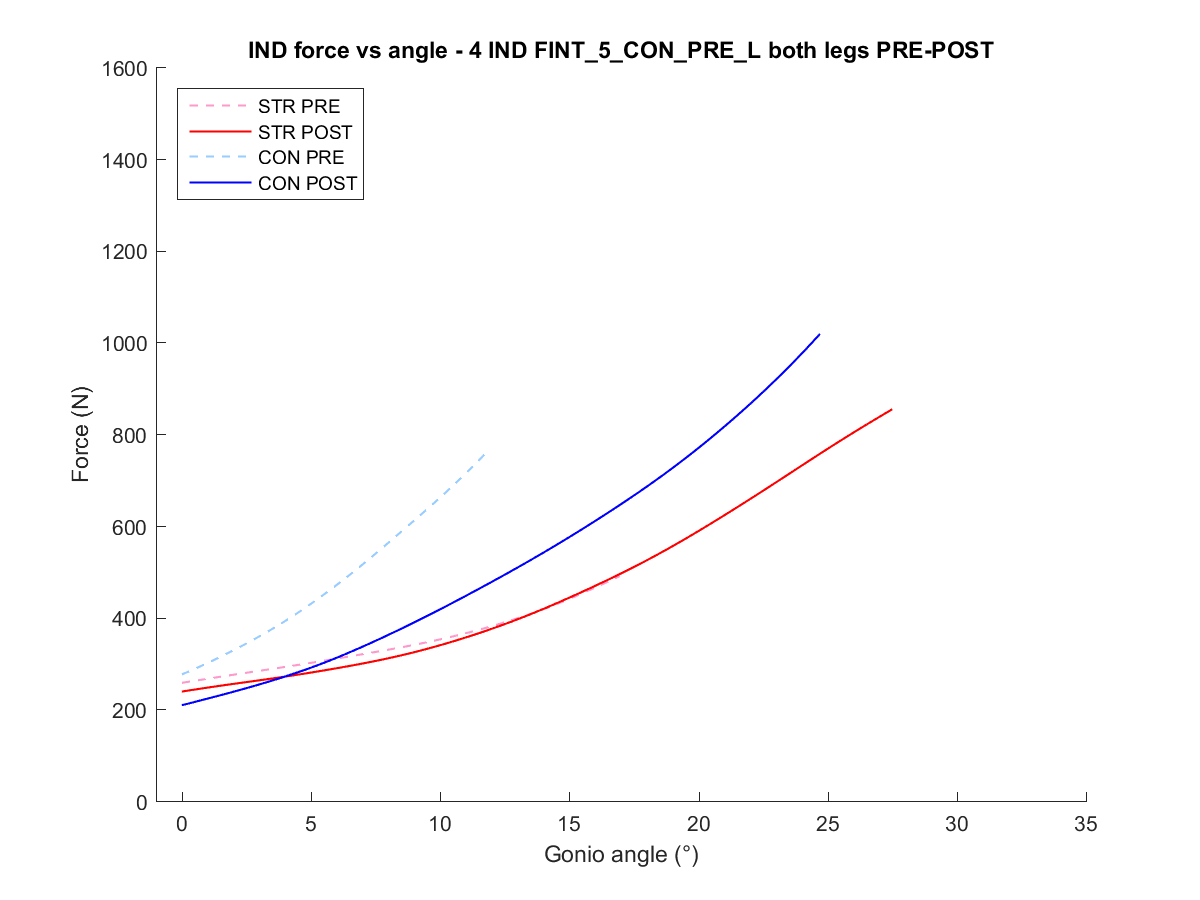 IND force vs angle - 4 IND FINT_5_CON_PRE_L both legs PRE-POST
1600
1400
1200
1000
800
600
400
200
0
Force (N)
STR PRE
STR POST
CON PRE
CON POST
0 5 10 15 20 25 30 35
Gonio angle (°)